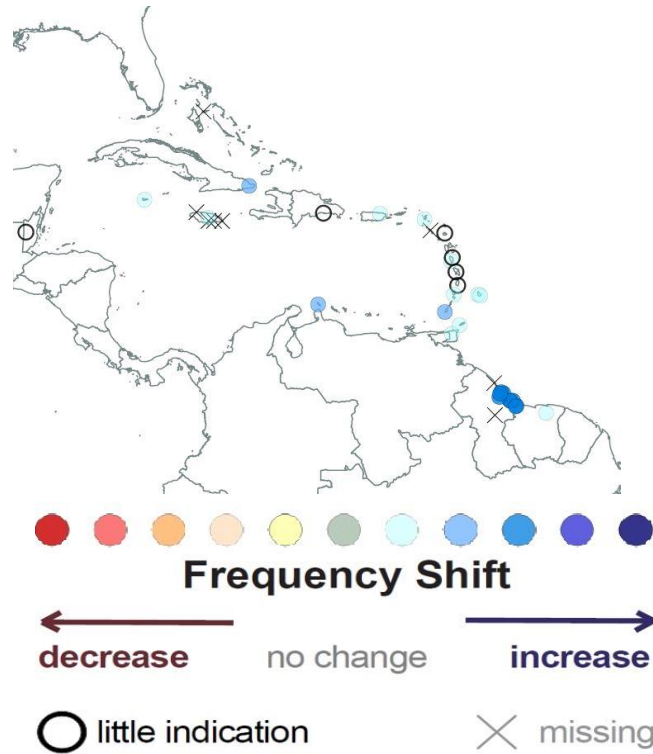 Frequency Shift
decrease no change increase
little indication missing